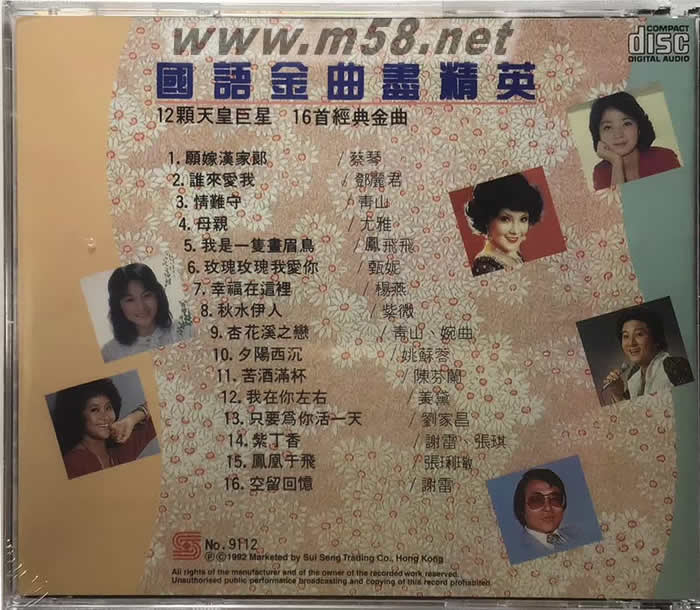 www.m58.net
COMPACT
disc
DIGITAL AUDIO
國語金曲盡精英
12顆天皇巨星 16首經典金曲
1. 願嫁漢家郞 / 蔡琴
2. 誰來愛我 / 鄧麗君
3. 情難守 / 靑山
4. 母親 / 尤雅
5. 我是一隻畫眉鳥 / 鳳飛飛
6. 玫瑰玫瑰我愛你 / 甄妮
7. 幸福在這裡 / 楊燕
8. 秋水伊人 / 紫薇
9. 杏花溪之戀 / 靑山、婉曲
10. 夕陽西沉 / 姚蘇蓉
11. 苦酒滿杯 / 陳芬蘭
12. 我在你左右 / 美黛
13. 只要爲你活一天 / 劉家昌
14. 紫丁香 / 謝雷、張琪
15. 鳳凰于飛 / 張琍敏
16. 空留回憶 / 謝雷
No. 9112
Ⓟ©1992 Marketed by Sui Seng Trading Co., Hong Kong
All rights of the manufacturer and of the owner of the recorded work reserved.
Unauthorised public performance broadcasting and copying of this record prohibited.